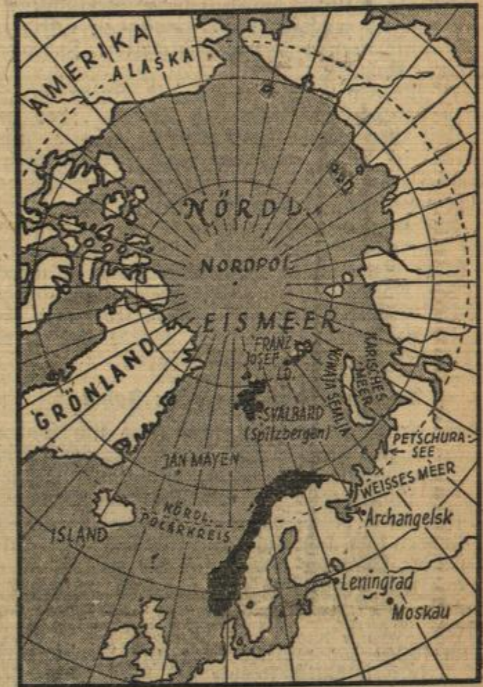 AMERIKA
ALASKA
NÖRDL.
NORDPOL
EISMEER
FRANZ
JOSEF
LD.
KARISCHES
MEER
NOWAJA SEMLJA
GRÖNLAND
SVALBARD
(Spitzbergen)
PETSCHURA-
SEE
JAN MAYEN
WEISSES MEER
NÖRDL.
POLARKREIS
ISLAND
Archangelsk
Leningrad
Moskau